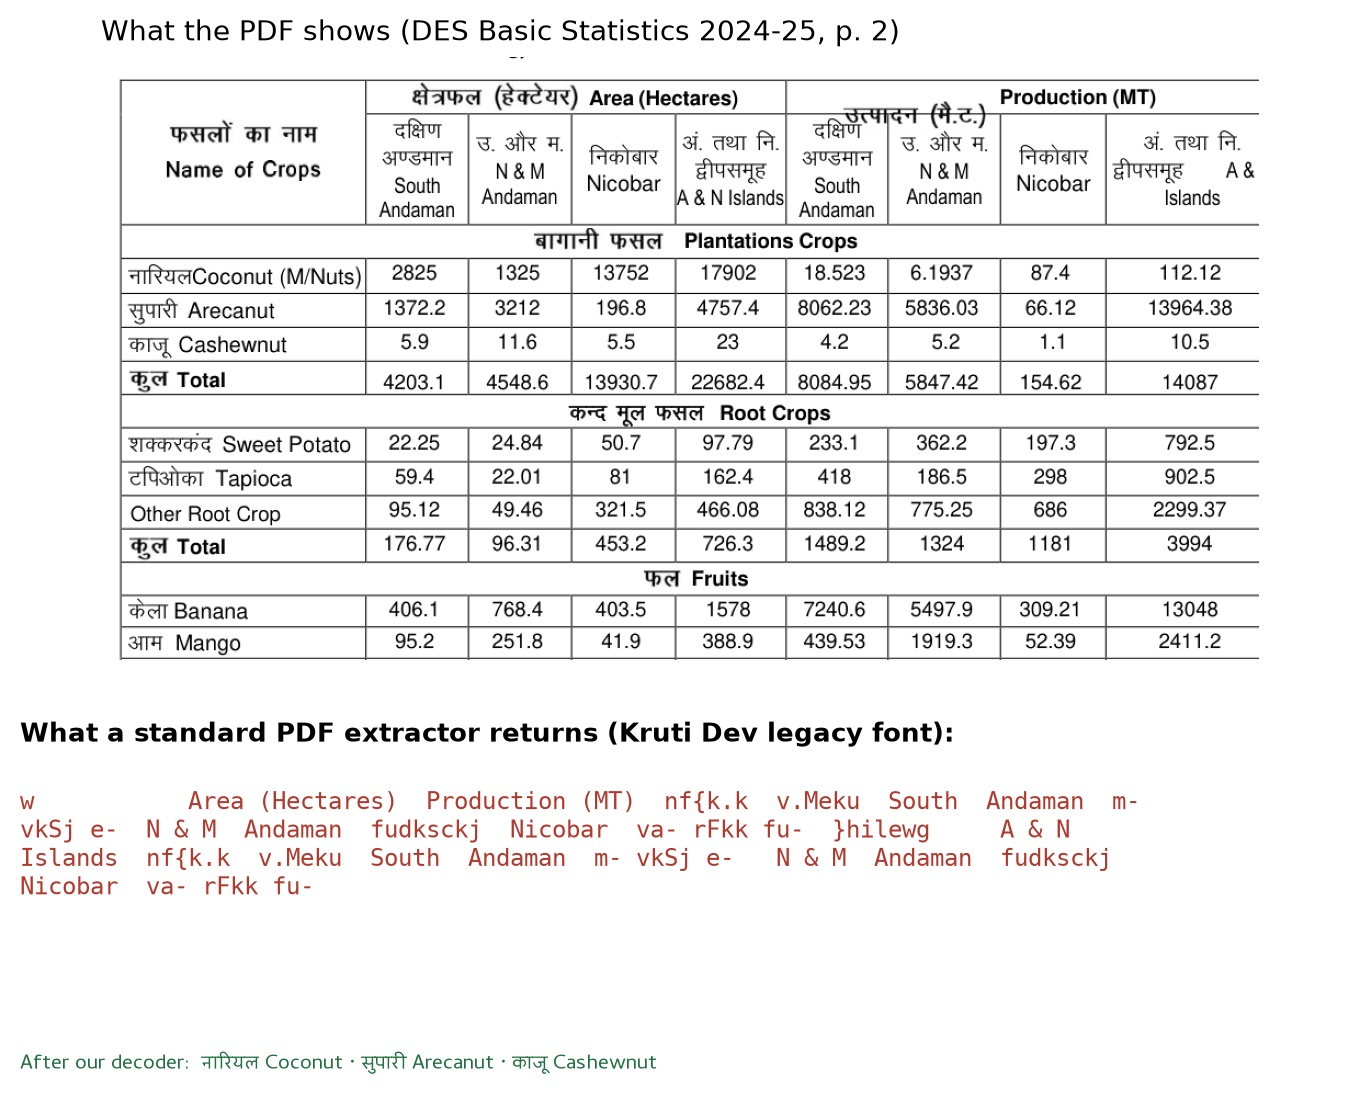 What the PDF shows (DES Basic Statistics 2024-25, p. 2)
फसलों का नाम Name of Crops | क्षेत्रफल (हेक्टेयर) Area (Hectares) | उत्पादन (मै.ट.) Production (MT)
दक्षिण अण्डमान South Andaman | उ. और म. N & M Andaman | निकोबार Nicobar | अं. तथा नि. द्वीपसमूह A & N Islands | दक्षिण अण्डमान South Andaman | उ. और म. N & M Andaman | निकोबार Nicobar | अं. तथा नि. द्वीपसमूह A & Islands
बागानी फसल Plantations Crops
नारियलCoconut (M/Nuts) | 2825 | 1325 | 13752 | 17902 | 18.523 | 6.1937 | 87.4 | 112.12
सुपारी Arecanut | 1372.2 | 3212 | 196.8 | 4757.4 | 8062.23 | 5836.03 | 66.12 | 13964.38
काजू Cashewnut | 5.9 | 11.6 | 5.5 | 23 | 4.2 | 5.2 | 1.1 | 10.5
कुल Total | 4203.1 | 4548.6 | 13930.7 | 22682.4 | 8084.95 | 5847.42 | 154.62 | 14087
कन्द मूल फसल Root Crops
शक्करकंद Sweet Potato | 22.25 | 24.84 | 50.7 | 97.79 | 233.1 | 362.2 | 197.3 | 792.5
टपिओका Tapioca | 59.4 | 22.01 | 81 | 162.4 | 418 | 186.5 | 298 | 902.5
Other Root Crop | 95.12 | 49.46 | 321.5 | 466.08 | 838.12 | 775.25 | 686 | 2299.37
कुल Total | 176.77 | 96.31 | 453.2 | 726.3 | 1489.2 | 1324 | 1181 | 3994
फल Fruits
केला Banana | 406.1 | 768.4 | 403.5 | 1578 | 7240.6 | 5497.9 | 309.21 | 13048
आम Mango | 95.2 | 251.8 | 41.9 | 388.9 | 439.53 | 1919.3 | 52.39 | 2411.2
What a standard PDF extractor returns (Kruti Dev legacy font):
w Area (Hectares) Production (MT) nf{k.k v.Meku South Andaman m-
vkSj e- N & M Andaman fudksckj Nicobar va- rFkk fu- }hilewg A & N
Islands nf{k.k v.Meku South Andaman m- vkSj e- N & M Andaman fudksckj
Nicobar va- rFkk fu-
After our decoder: नारियल Coconut · सुपारी Arecanut · काजू Cashewnut